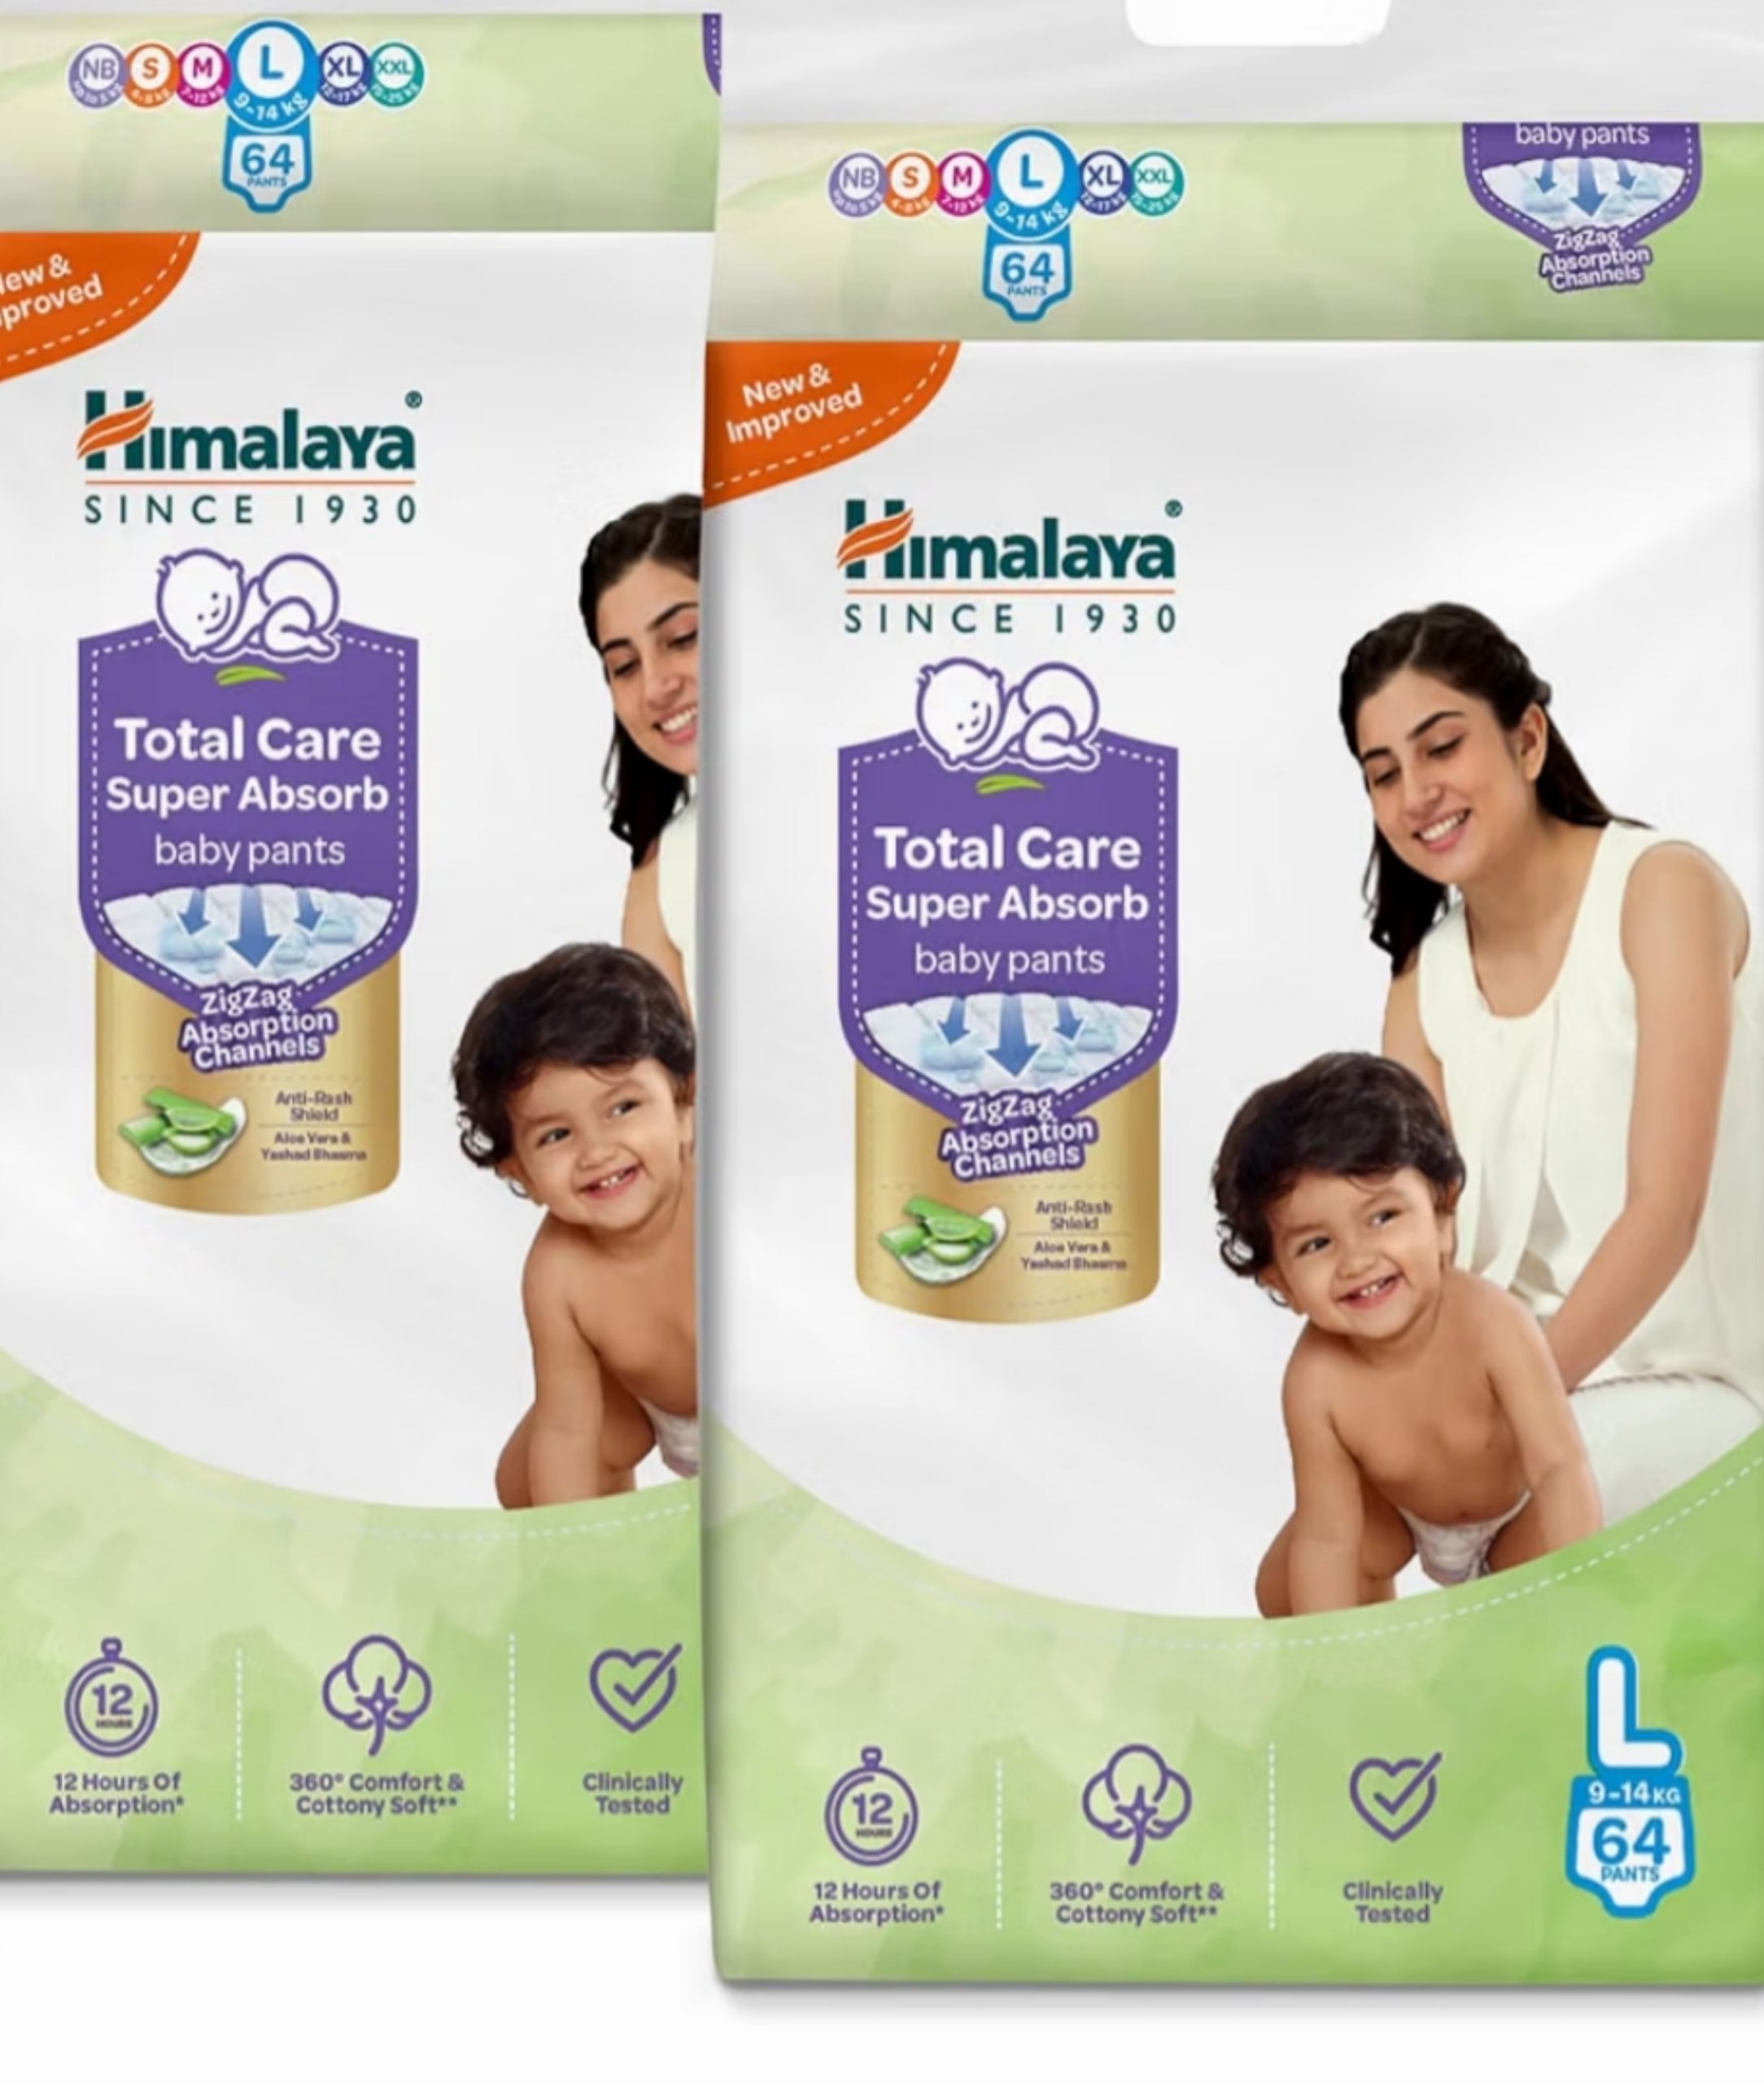 NB S M L XL XXL
9-14 kg
64
PANTS
New &
Improved
Himalaya®
SINCE 1930
Total Care
Super Absorb
baby pants
ZigZag
Absorption
Channels
Anti-Rash
Shield
Aloe Vera &
Yashad Bhasma
12
HOURS
12 Hours Of
Absorption*
360° Comfort &
Cottony Soft**
Clinically
Tested
baby pants
ZigZag
Absorption
Channels
NB S M L XL XXL
9-14 kg
64
PANTS
New &
Improved
Himalaya®
SINCE 1930
Total Care
Super Absorb
baby pants
ZigZag
Absorption
Channels
Anti-Rash
Shield
Aloe Vera &
Yashad Bhasma
12
HOURS
12 Hours Of
Absorption*
360° Comfort &
Cottony Soft**
Clinically
Tested
L
9-14 KG
64
PANTS